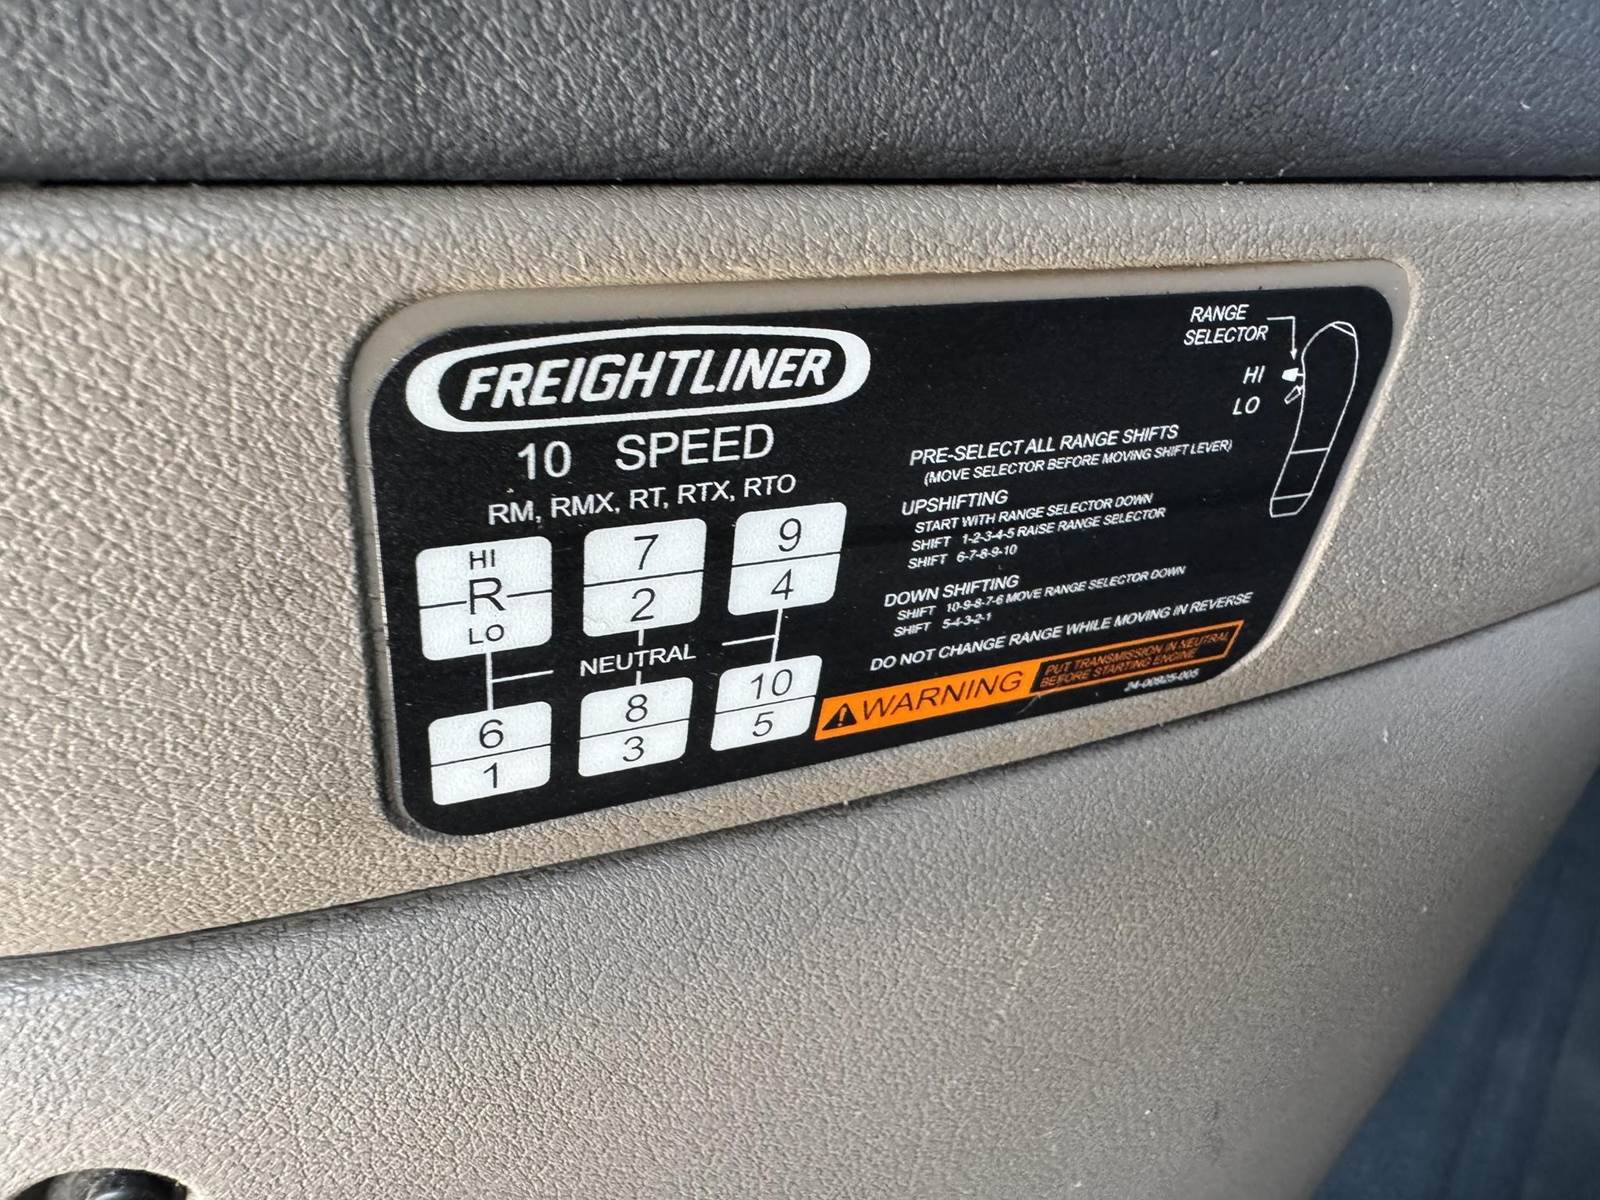 FREIGHTLINER
10 SPEED
RM, RMX, RT, RTX, RTO
HI
R
LO
7
2
9
4
NEUTRAL
6
1
8
3
10
5
RANGE
SELECTOR
HI
LO
PRE-SELECT ALL RANGE SHIFTS
(MOVE SELECTOR BEFORE MOVING SHIFT LEVER)
UPSHIFTING
START WITH RANGE SELECTOR DOWN
SHIFT 1-2-3-4-5 RAISE RANGE SELECTOR
SHIFT 6-7-8-9-10
DOWN SHIFTING
SHIFT 10-9-8-7-6 MOVE RANGE SELECTOR DOWN
SHIFT 5-4-3-2-1
DO NOT CHANGE RANGE WHILE MOVING IN REVERSE
WARNING
PUT TRANSMISSION IN NEUTRAL
BEFORE STARTING ENGINE
24-00925-005